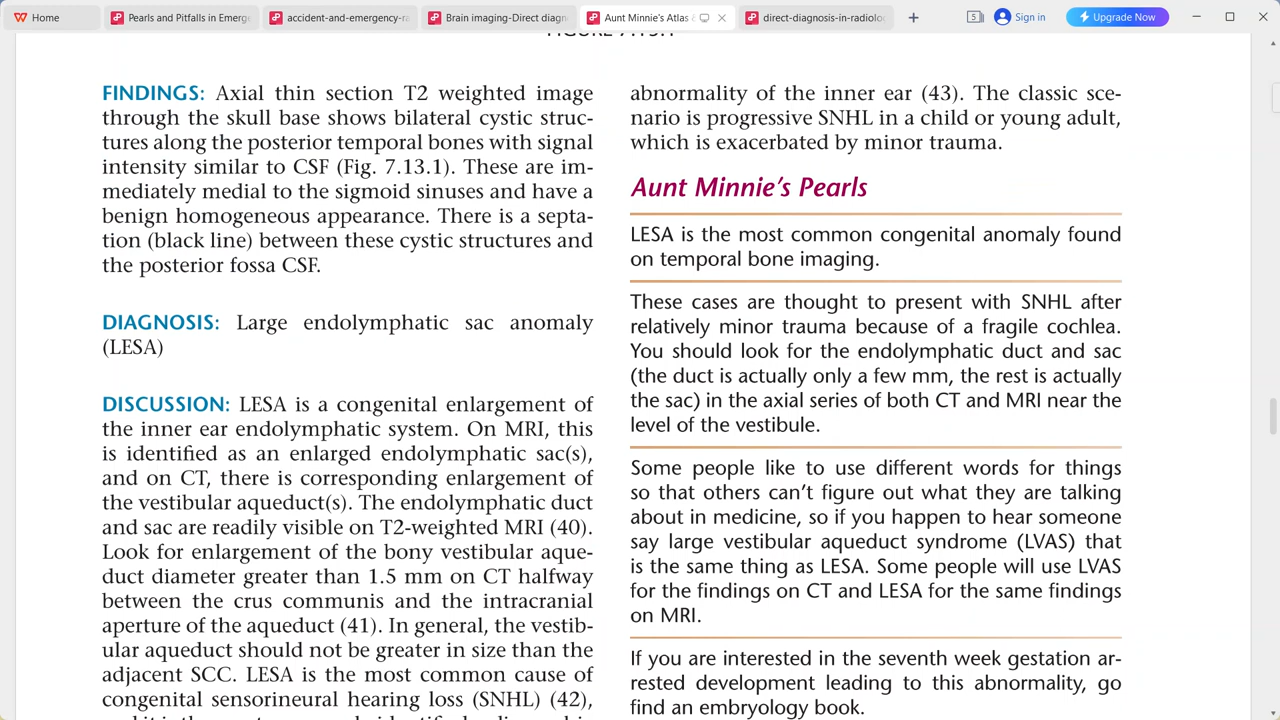 Home
Pearls and Pitfalls in Emerg
accident-and-emergency-ra
Brain imaging-Direct diagn
Aunt Minnie's Atlas &
direct-diagnosis-in-radiolo
5
Sign in
Upgrade Now
FINDINGS: Axial thin section T2 weighted image
through the skull base shows bilateral cystic struc-
tures along the posterior temporal bones with signal
intensity similar to CSF (Fig. 7.13.1). These are im-
mediately medial to the sigmoid sinuses and have a
benign homogeneous appearance. There is a septa-
tion (black line) between these cystic structures and
the posterior fossa CSF.
DIAGNOSIS: Large endolymphatic sac anomaly
(LESA)
DISCUSSION: LESA is a congenital enlargement of
the inner ear endolymphatic system. On MRI, this
is identified as an enlarged endolymphatic sac(s),
and on CT, there is corresponding enlargement of
the vestibular aqueduct(s). The endolymphatic duct
and sac are readily visible on T2-weighted MRI (40).
Look for enlargement of the bony vestibular aque-
duct diameter greater than 1.5 mm on CT halfway
between the crus communis and the intracranial
aperture of the aqueduct (41). In general, the vestib-
ular aqueduct should not be greater in size than the
adjacent SCC. LESA is the most common cause of
congenital sensorineural hearing loss (SNHL) (42),
abnormality of the inner ear (43). The classic sce-
nario is progressive SNHL in a child or young adult,
which is exacerbated by minor trauma.
Aunt Minnie's Pearls
LESA is the most common congenital anomaly found
on temporal bone imaging.
These cases are thought to present with SNHL after
relatively minor trauma because of a fragile cochlea.
You should look for the endolymphatic duct and sac
(the duct is actually only a few mm, the rest is actually
the sac) in the axial series of both CT and MRI near the
level of the vestibule.
Some people like to use different words for things
so that others can't figure out what they are talking
about in medicine, so if you happen to hear someone
say large vestibular aqueduct syndrome (LVAS) that
is the same thing as LESA. Some people will use LVAS
for the findings on CT and LESA for the same findings
on MRI.
If you are interested in the seventh week gestation ar-
rested development leading to this abnormality, go
find an embryology book.